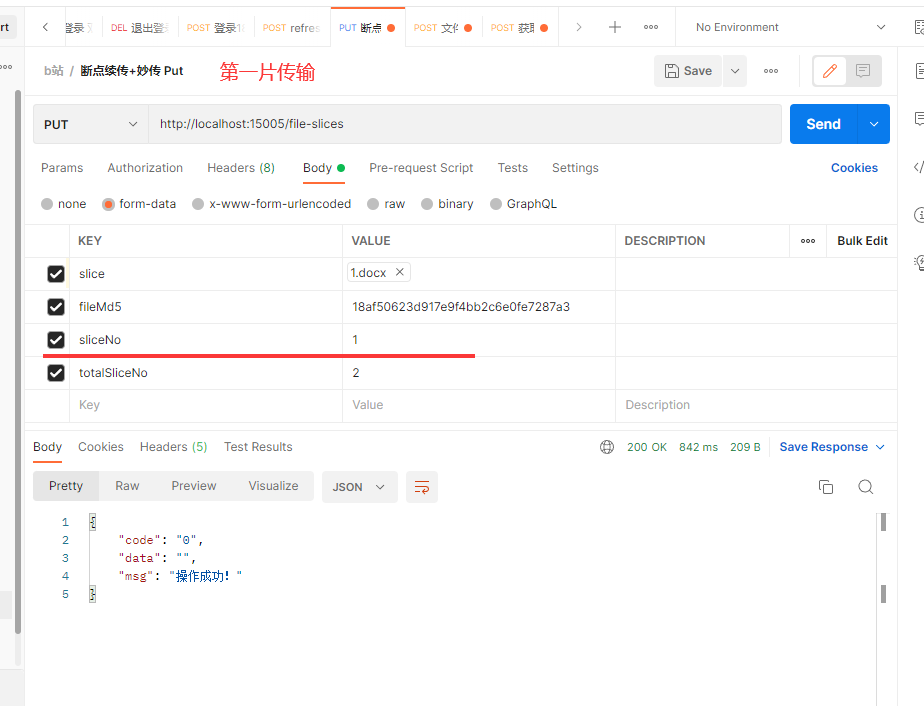 rt
登录
DEL 退出登
POST 登录
POST refres
PUT 断点
POST 文件
POST 获
No Environment
b站 / 断点续传+妙传 Put
第一片传输
Save
PUT
http://localhost:15005/file-slices
Send
Params Authorization Headers (8) Body Pre-request Script Tests Settings
Cookies
none form-data x-www-form-urlencoded raw binary GraphQL
KEY VALUE DESCRIPTION Bulk Edit
slice 1.docx
fileMd5 18af50623d917e9f4bb2c6e0fe7287a3
sliceNo 1
totalSliceNo 2
Key Value Description
Body Cookies Headers (5) Test Results
200 OK 842 ms 209 B Save Response
Pretty Raw Preview Visualize JSON
1 {
2 "code": "0",
3 "data": "",
4 "msg": "操作成功！"
5 }